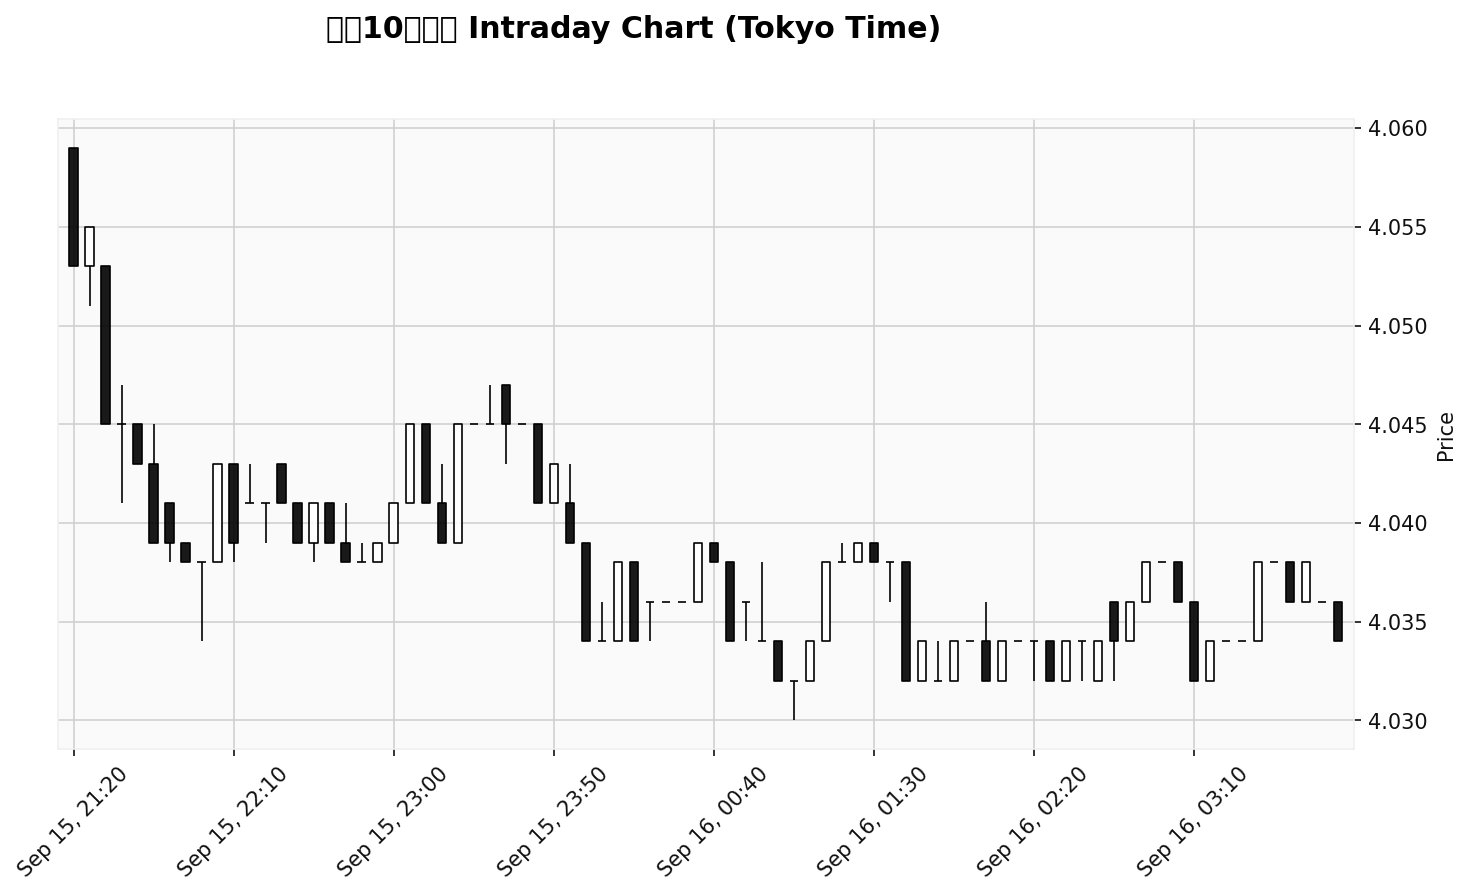 10 Intraday Chart (Tokyo Time)
4.060
4.055
4.050
4.045
4.040
4.035
4.030
Price
Sep 15, 21:20
Sep 15, 22:10
Sep 15, 23:00
Sep 15, 23:50
Sep 16, 00:40
Sep 16, 01:30
Sep 16, 02:20
Sep 16, 03:10